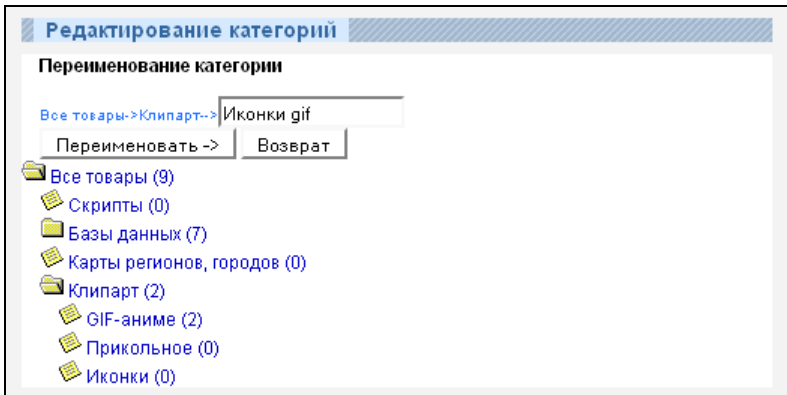 Редактирование категорий
Переименование категории
Все товары->Клипарт-->Иконки gif
Переименовать -> Возврат
Все товары (9)
Скрипты (0)
Базы данных (7)
Карты регионов, городов (0)
Клипарт (2)
GIF-аниме (2)
Прикольное (0)
Иконки (0)